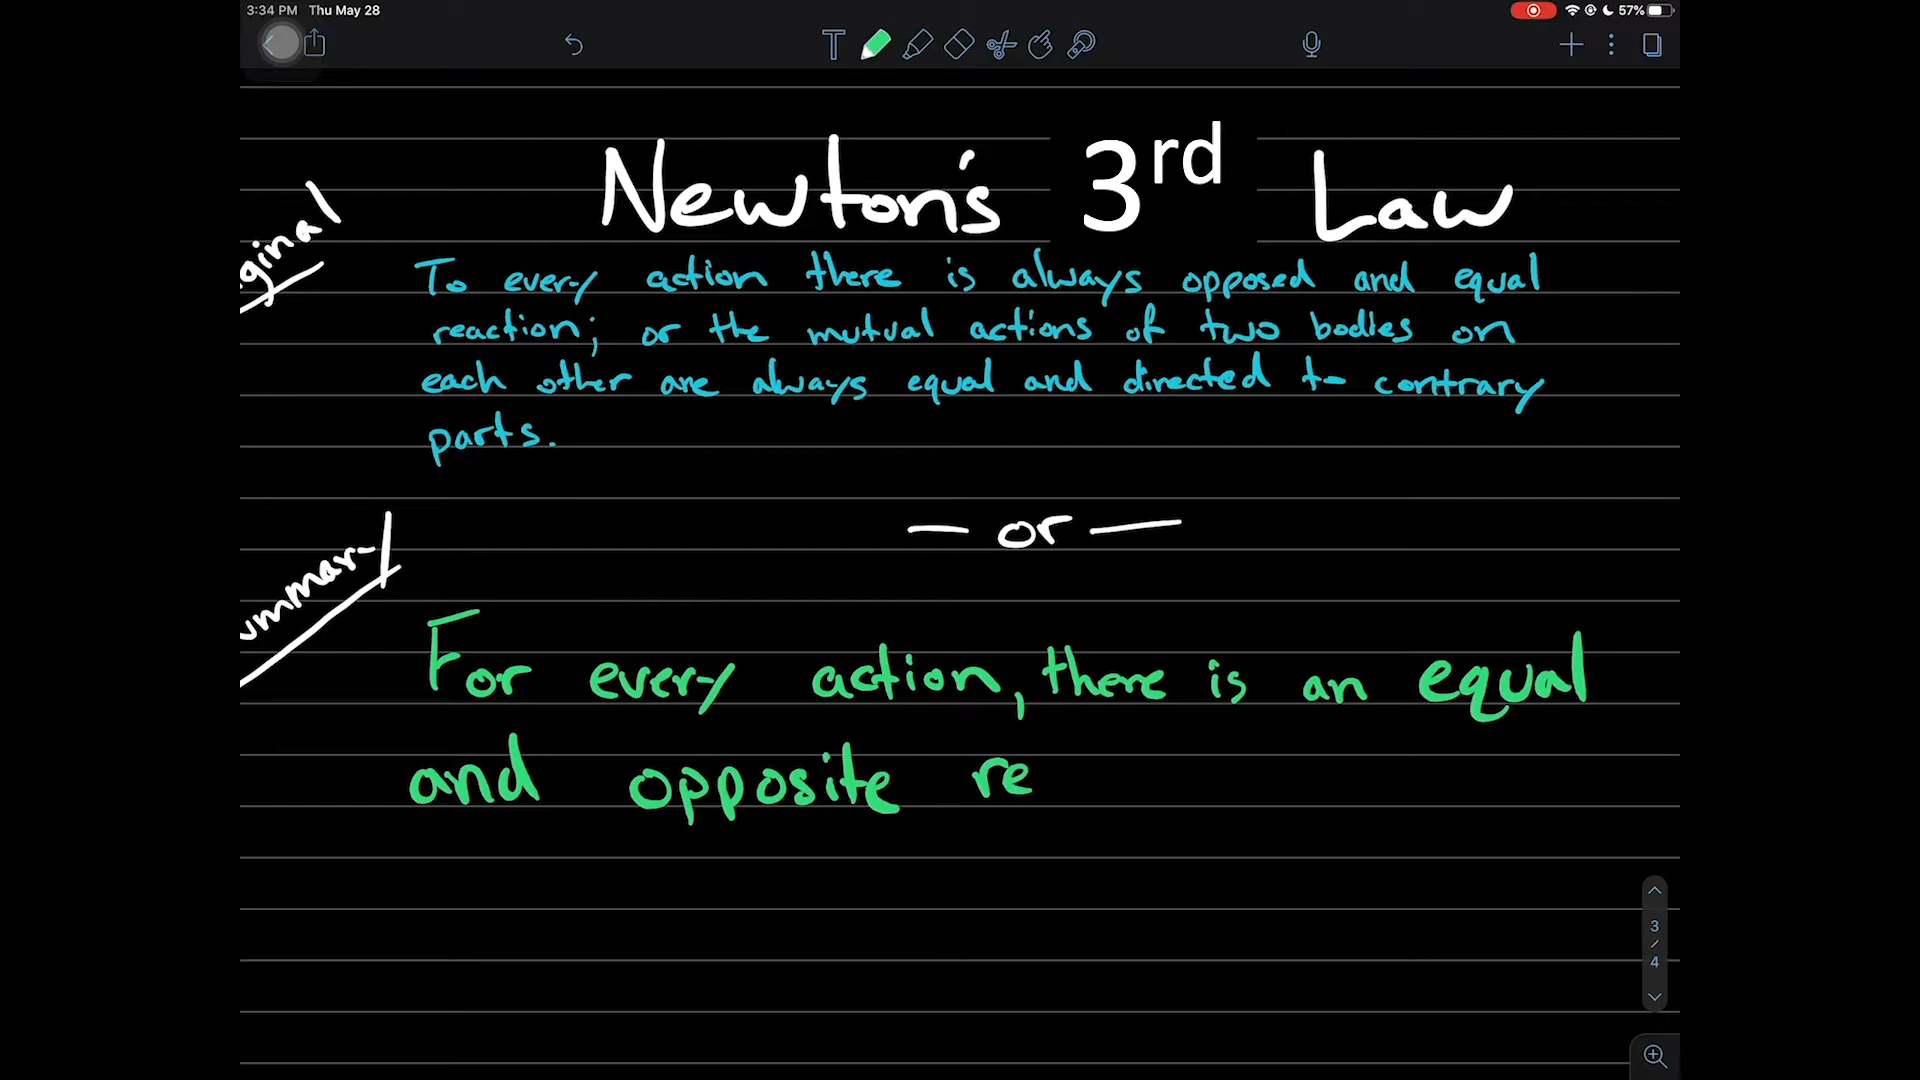 3:34 PM Thu May 28
57%
Newton's 3rd Law
ginal
To every action there is always opposed and equal
reaction; or the mutual actions of two bodies on
each other are always equal and directed to contrary
parts.
— or —
ummary
For every action, there is an equal
and opposite re
3
/
4